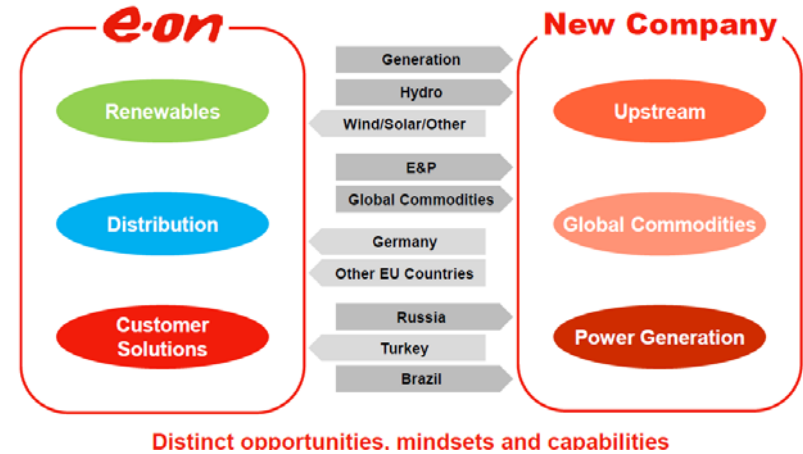 e·on
New Company
Renewables
Distribution
Customer
Solutions
Generation
Hydro
Wind/Solar/Other
E&P
Global Commodities
Germany
Other EU Countries
Russia
Turkey
Brazil
Upstream
Global Commodities
Power Generation
Distinct opportunities, mindsets and capabilities